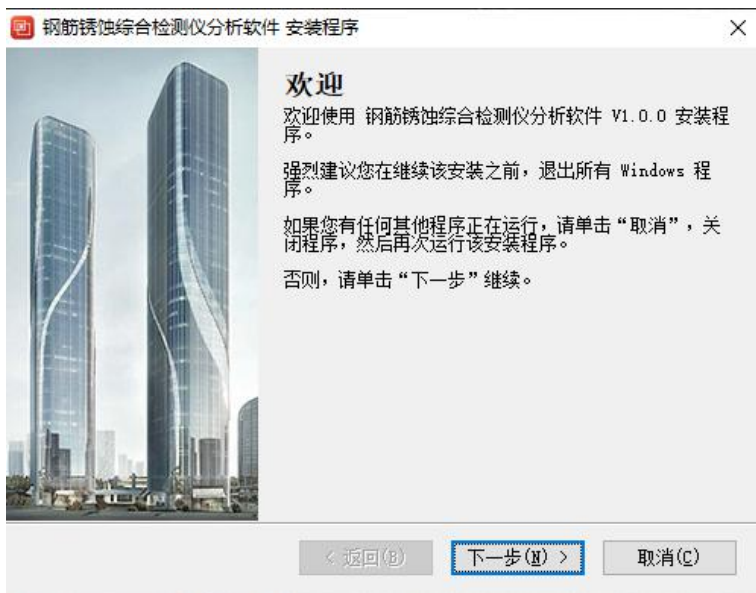 钢筋锈蚀综合检测仪分析软件 安装程序
欢迎
欢迎使用 钢筋锈蚀综合检测仪分析软件 V1.0.0 安装程
序。
强烈建议您在继续该安装之前，退出所有 Windows 程
序。
如果您有任何其他程序正在运行，请单击“取消”，关
闭程序，然后再次运行该安装程序。
否则，请单击“下一步”继续。
< 返回(B)
下一步(N) >
取消(C)